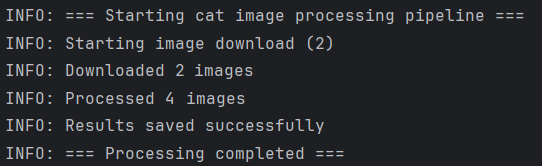 INFO: === Starting cat image processing pipeline ===
INFO: Starting image download (2)
INFO: Downloaded 2 images
INFO: Processed 4 images
INFO: Results saved successfully
INFO: === Processing completed ===